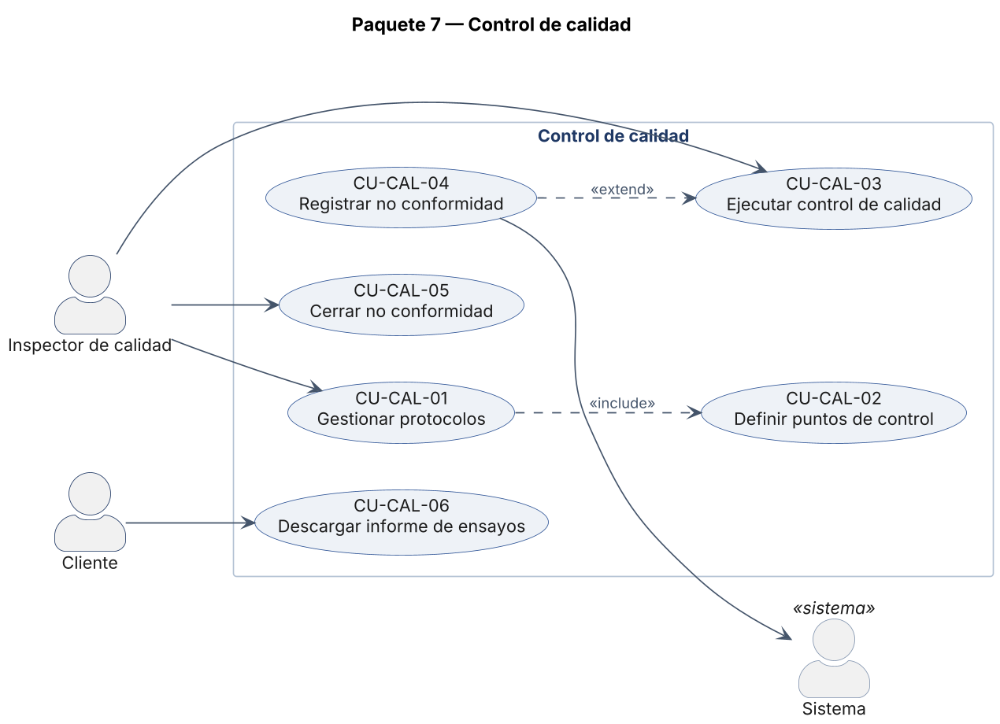 Paquete 7 — Control de calidad
Control de calidad
CU-CAL-04
Registrar no conformidad
«extend»
CU-CAL-03
Ejecutar control de calidad
CU-CAL-05
Cerrar no conformidad
Inspector de calidad
CU-CAL-01
Gestionar protocolos
«include»
CU-CAL-02
Definir puntos de control
CU-CAL-06
Descargar informe de ensayos
Cliente
«sistema»
Sistema